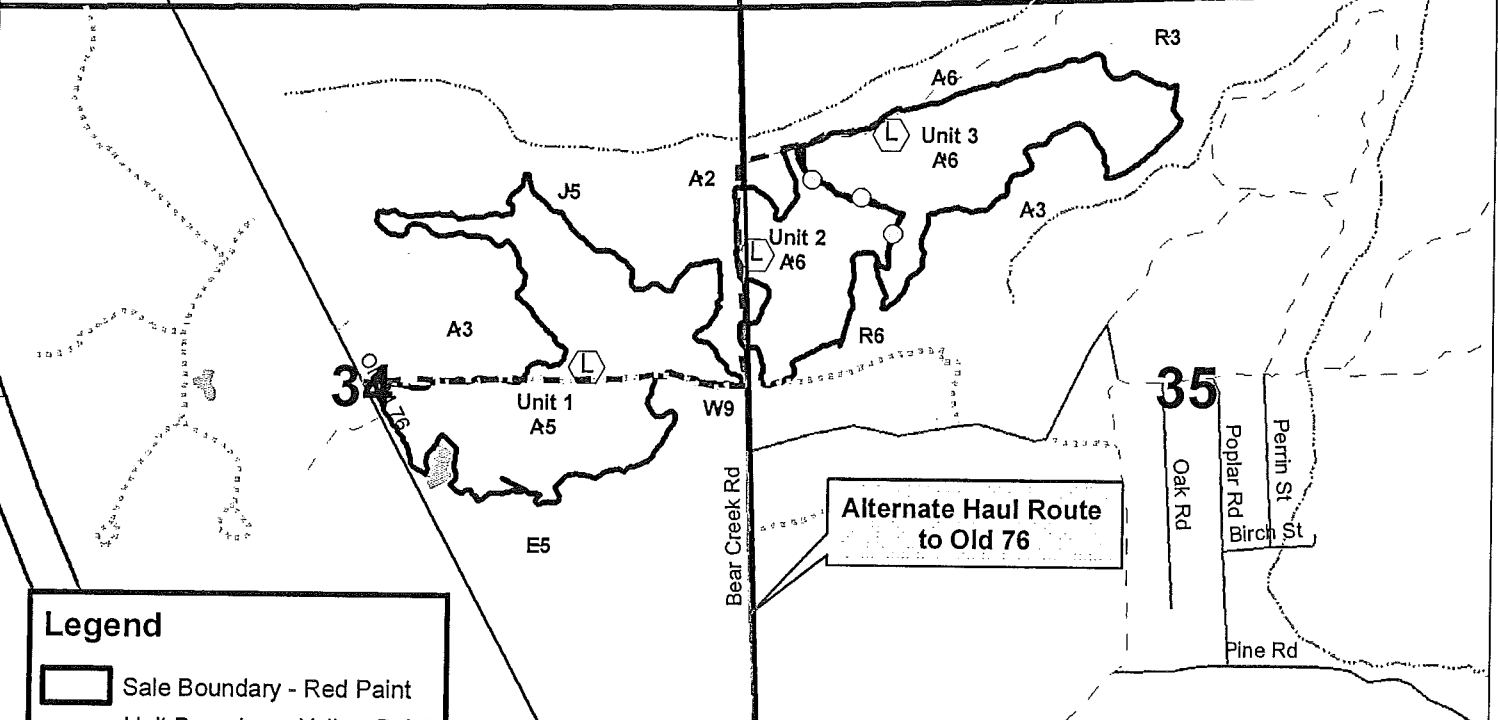 R3
A6
L
Unit 3
A6
A2
J5
A3
Unit 2
L
A6
A3
R6
L
34
76
35
Unit 1
A5
W9
Bear Creek Rd
Oak Rd
Poplar Rd
Perrin St
Birch St
Alternate Haul Route
to Old 76
E5
Pine Rd
Legend
Sale Boundary - Red Paint